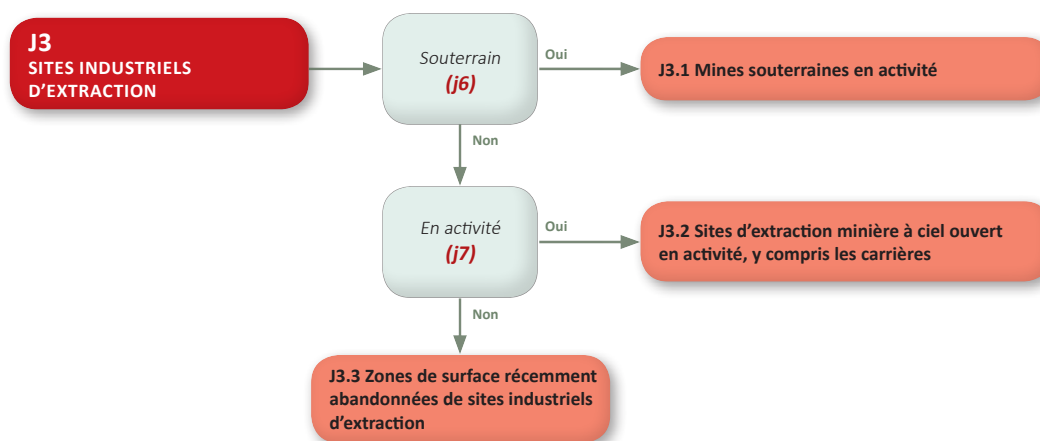 J3
SITES INDUSTRIELS
D’EXTRACTION
Souterrain
(j6)
Oui
J3.1 Mines souterraines en activité
Non
En activité
(j7)
Oui
J3.2 Sites d’extraction minière à ciel ouvert
en activité, y compris les carrières
Non
J3.3 Zones de surface récemment
abandonnées de sites industriels
d’extraction